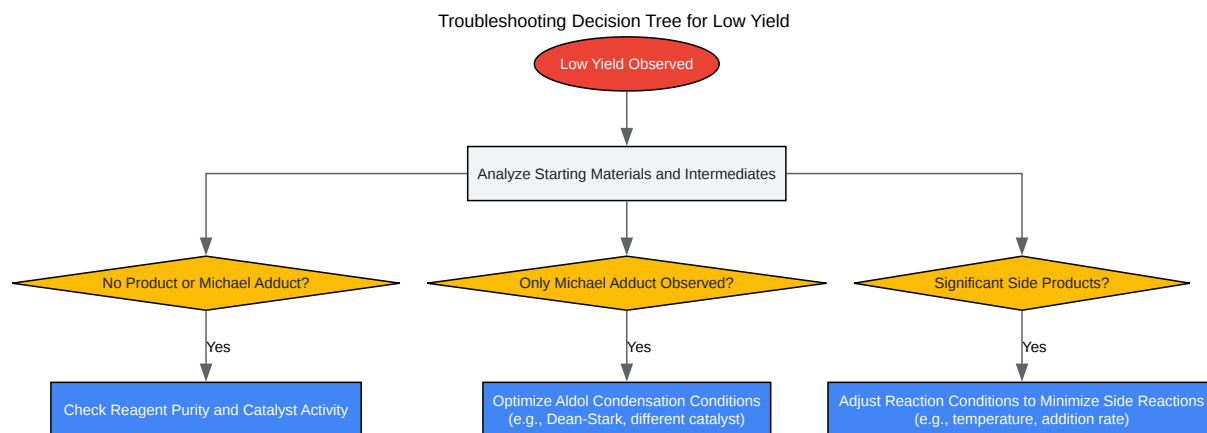 Troubleshooting Decision Tree for Low Yield
Low Yield Observed
Analyze Starting Materials and Intermediates
No Product or Michael Adduct?
Only Michael Adduct Observed?
Significant Side Products?
Yes
Yes
Yes
Check Reagent Purity and Catalyst Activity
Optimize Aldol Condensation Conditions
(e.g., Dean-Stark, different catalyst)
Adjust Reaction Conditions to Minimize Side Reactions
(e.g., temperature, addition rate)